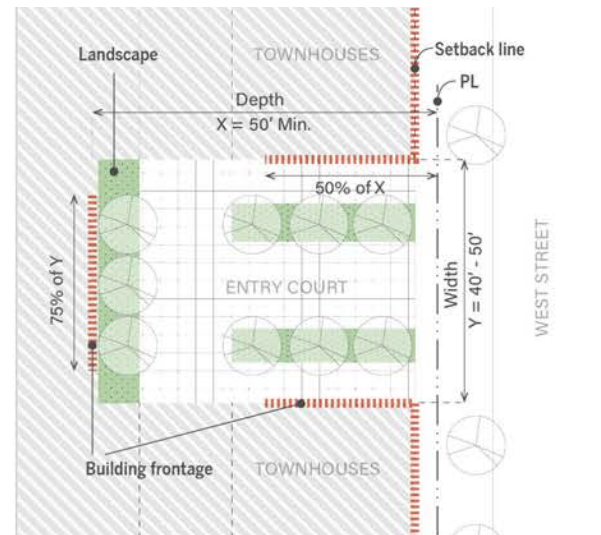 Landscape
TOWNHOUSES
Setback line
PL
Depth
X = 50' Min.
50% of X
75% of Y
ENTRY COURT
Width
Y = 40' - 50'
WEST STREET
Building frontage
TOWNHOUSES